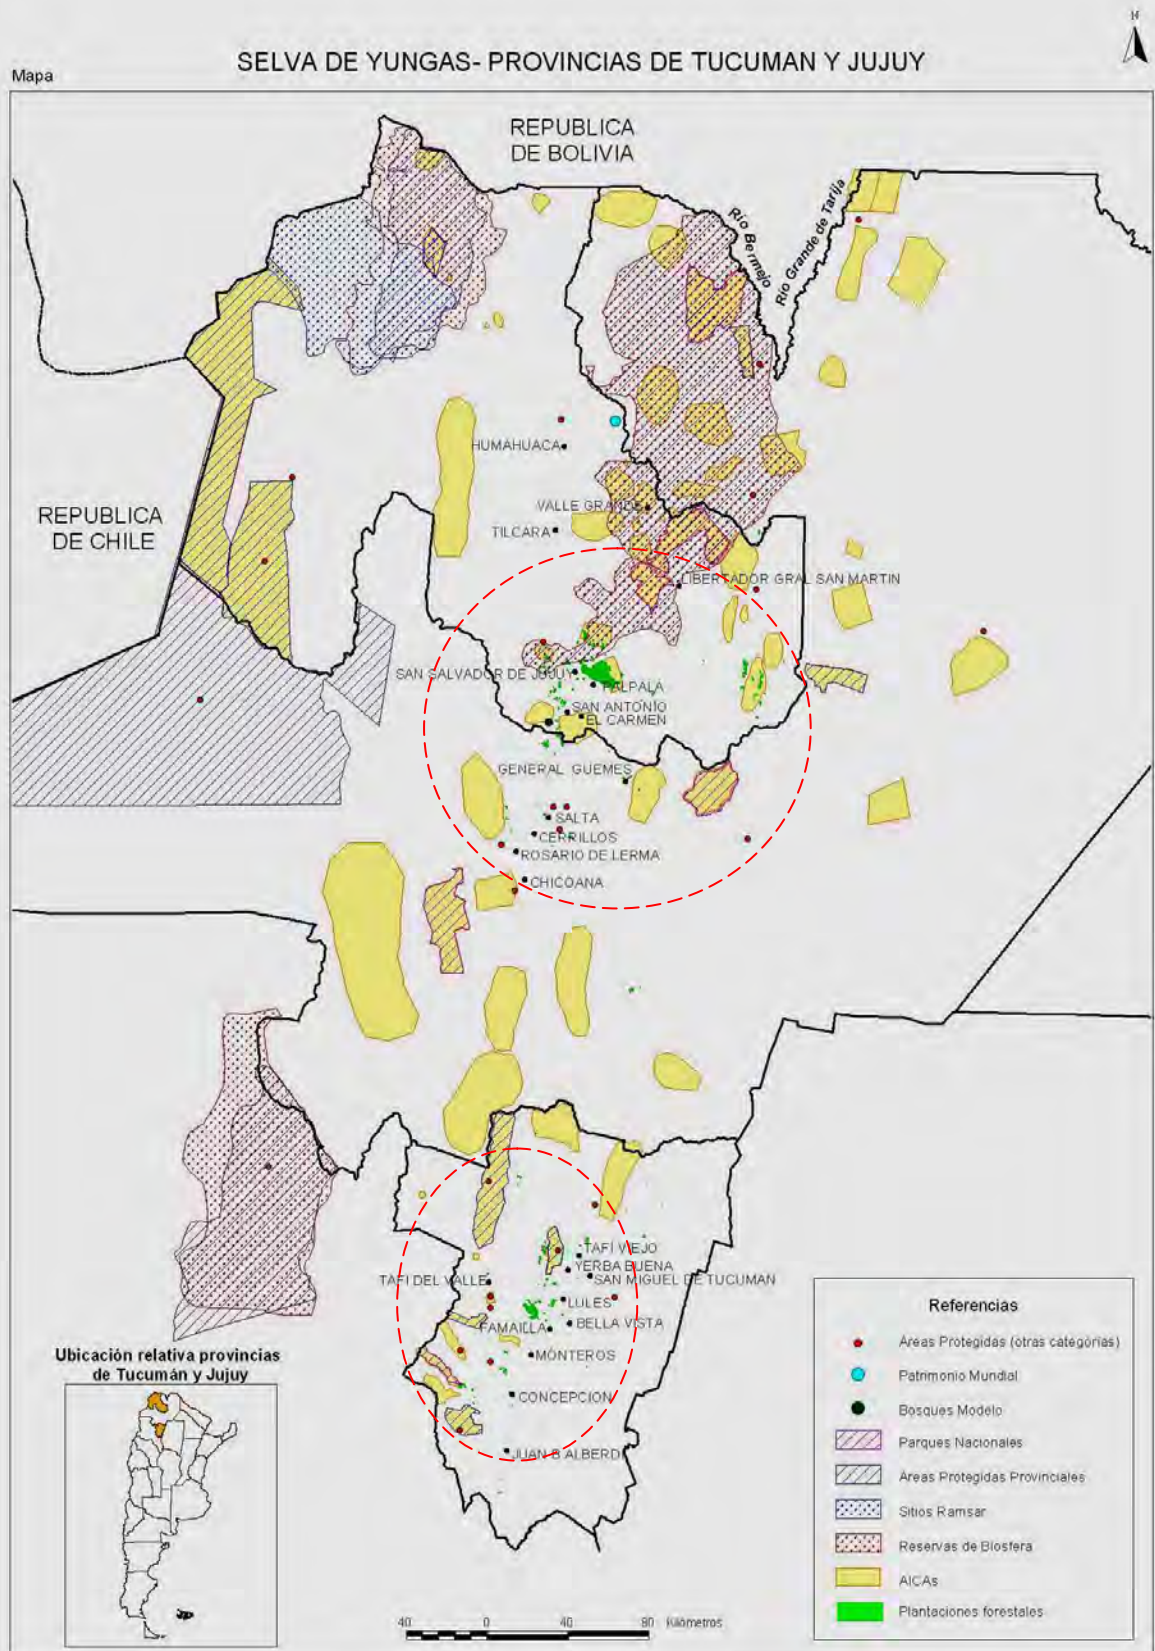 N
SELVA DE YUNGAS- PROVINCIAS DE TUCUMAN Y JUJUY
Mapa
REPUBLICA
DE BOLIVIA
Río Bermejo
Río Grande de Tarija
HUMAHUACA
VALLE GRANDE
TILCARA
REPUBLICA
DE CHILE
LIBERTADOR GRAL SAN MARTIN
SAN SALVADOR DE JUJUY
PALPALA
SAN ANTONIO
EL CARMEN
GENERAL GUEMES
SALTA
CERRILLOS
ROSARIO DE LERMA
CHICOANA
TAFI VIEJO
YERBA BUENA
TAFI DEL VALLE
SAN MIGUEL DE TUCUMAN
LULES
BELLA VISTA
FAMAILLA
MONTEROS
CONCEPCION
JUAN B ALBERDI
Ubicación relativa provincias
de Tucumán y Jujuy
Referencias
Areas Protegidas (otras categorías)
Patrimonio Mundial
Bosques Modelo
Parques Nacionales
Areas Protegidas Provinciales
Sitios Ramsar
Reservas de Biosfera
AICAs
Plantaciones forestales
40 0 40 80 Kilómetros